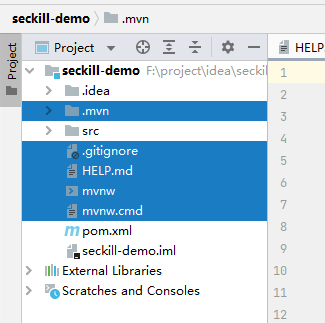 seckill-demo .mvn
Project
HELP
Project
seckill-demo F:\project\idea\seckil
.idea
.mvn
src
.gitignore
HELP.md
mvnw
mvnw.cmd
pom.xml
seckill-demo.iml
External Libraries
Scratches and Consoles
1
2
3
4
5
6
7
8
9
10
11
12